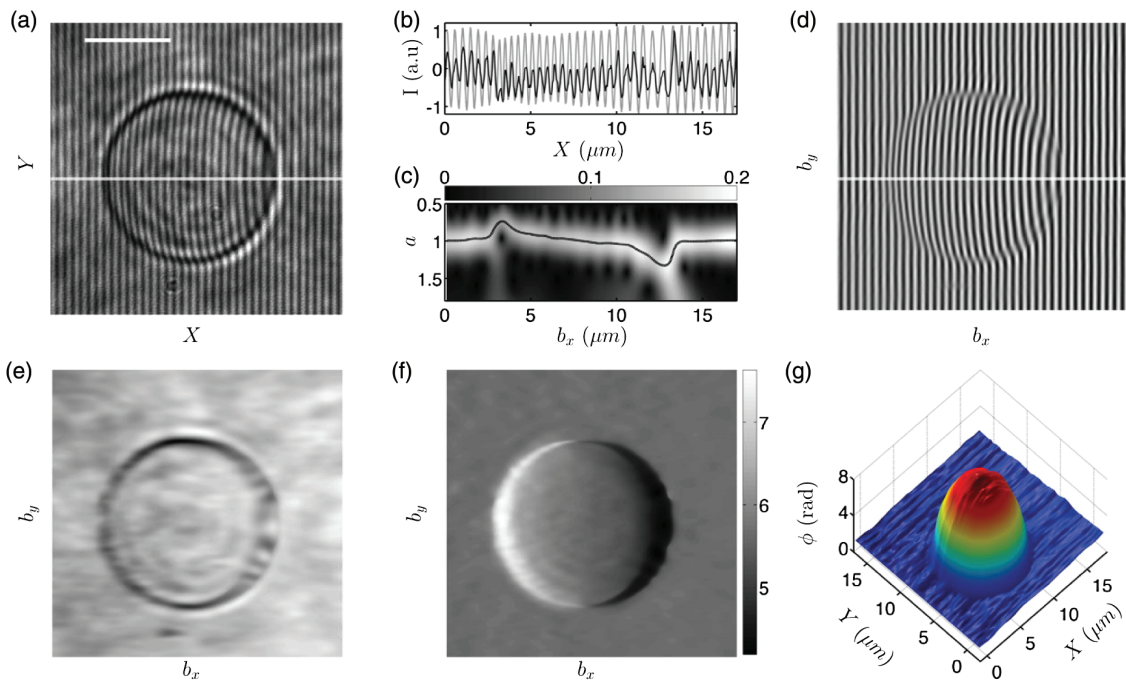 (a)
Y
X
(b)
I (a.u)
1
0
-1
0 5 10 15
X (μm)
(c)
0 0.1 0.2
a
0.5
1
1.5
0 5 10 15
b_x (μm)
(d)
b_y
b_x
(e)
b_y
b_x
(f)
b_y
b_x
7
6
5
(g)
ϕ (rad)
8
4
0
15
10
5
0
Y (μm)
0
5
10
15
X (μm)